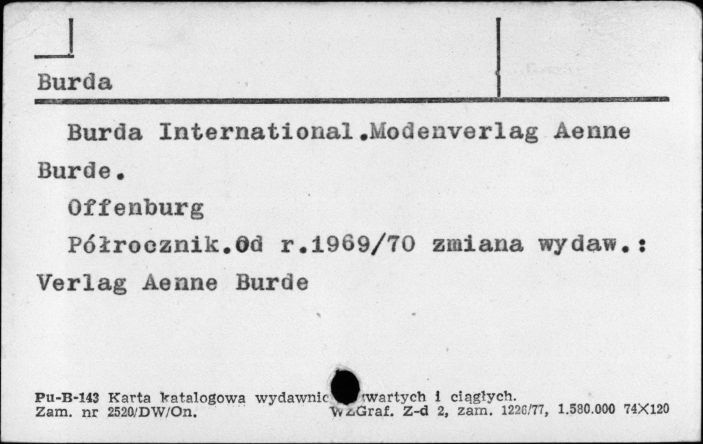 Burda
Burda International.Modenverlag Aenne
Burde.
Offenburg
Półrocznik.Od r.1969/70 zmiana wydaw.:
Verlag Aenne Burde
Pu-B-143 Karta katalogowa wydawnic wartych i ciągłych.
Zam. nr 2520/DW/On. WZGraf. Z-d 2, zam. 1226/77, 1.580.000 74X120